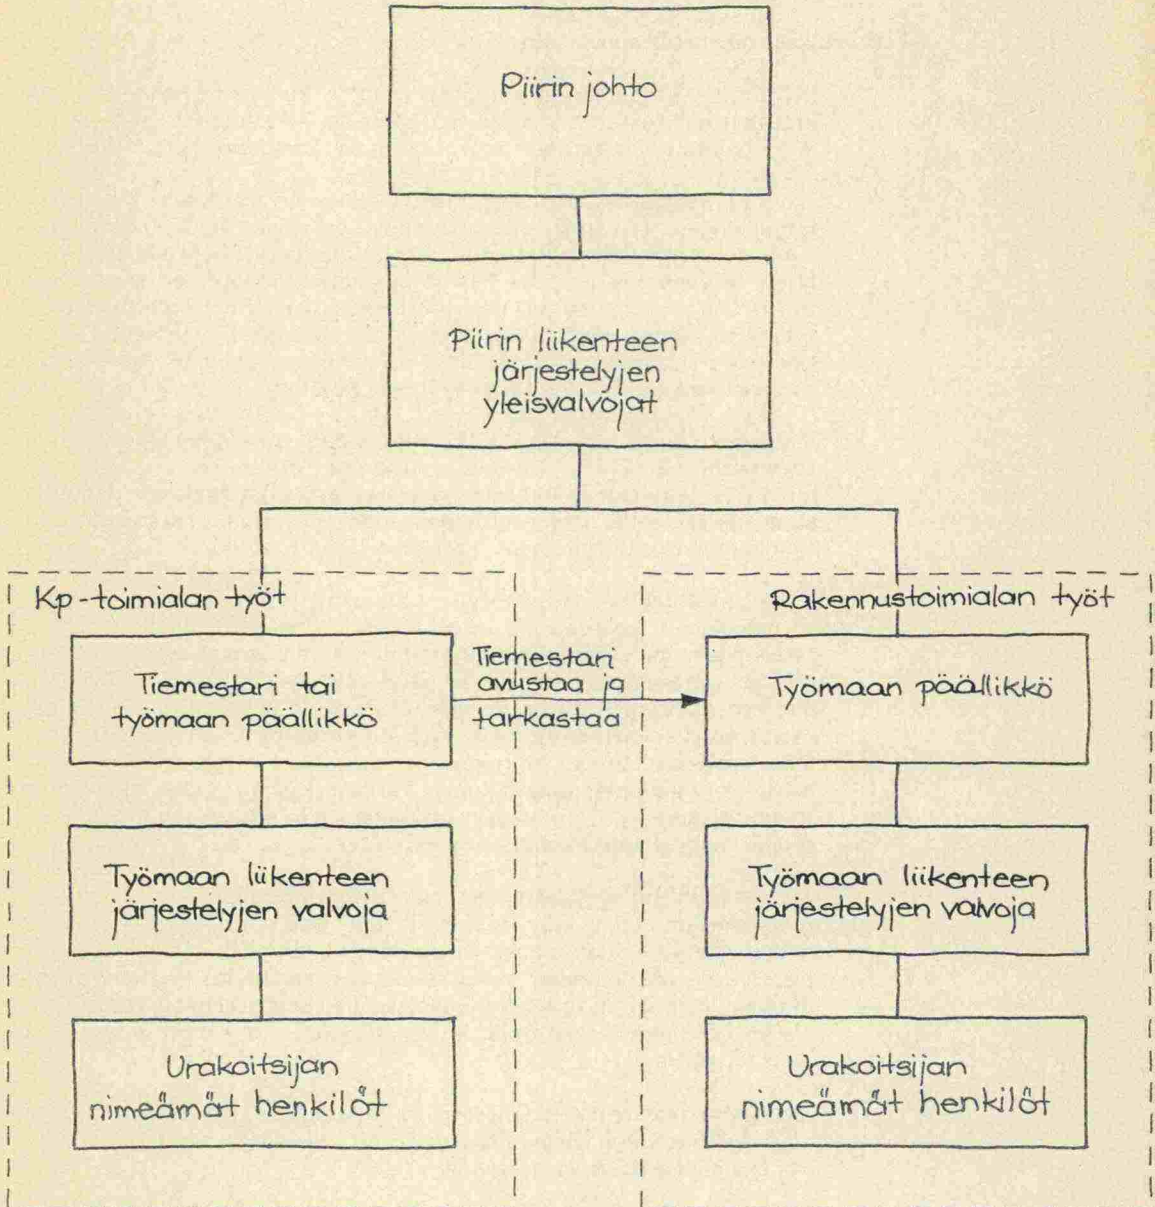 Piirin johto
Piirin liikenteen
järjestelyjen
yleisvalvojat
Kp-toimialan työt
Tiemestari tai
työmaan päällikkö
Tiemestari
avustaa ja
tarkastaa
Rakennustoimialan työt
Työmaan päällikkö
Työmaan liikenteen
järjestelyjen valvoja
Urakoitsijan
nimeämät henkilöt
Työmaan liikenteen
järjestelyjen valvoja
Urakoitsijan
nimeämät henkilöt